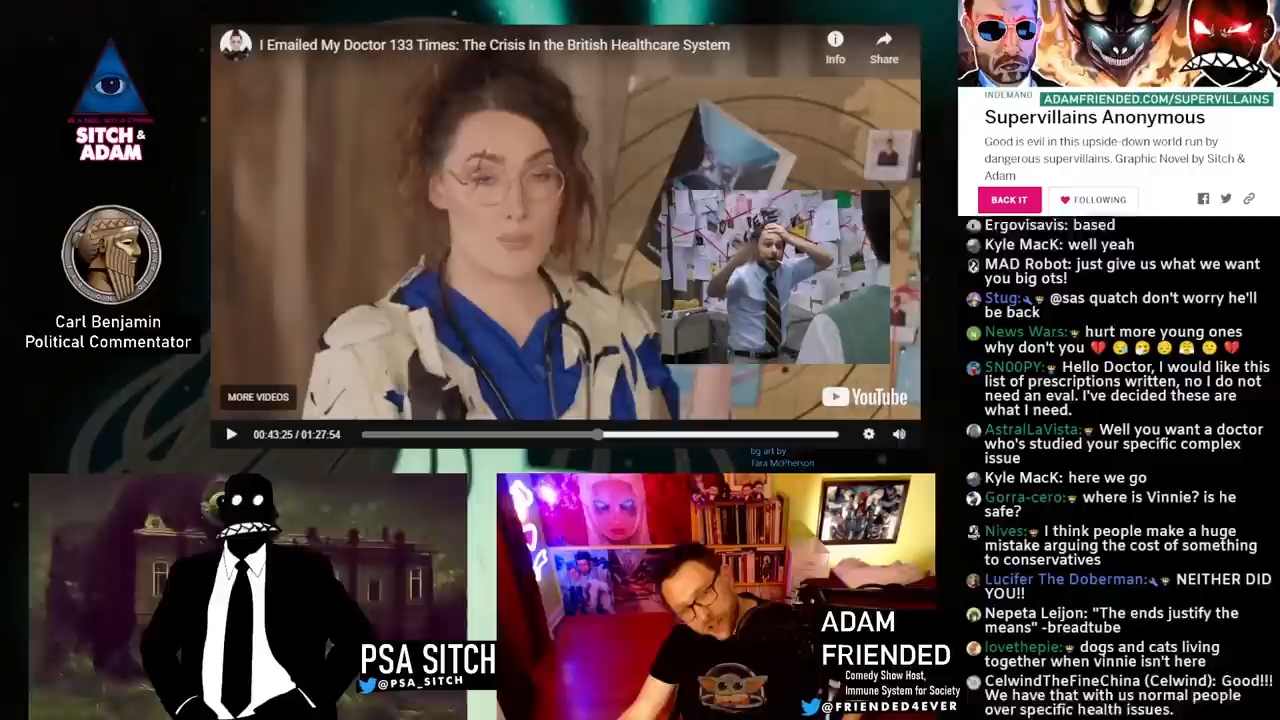 I Emailed My Doctor 133 Times: The Crisis In the British Healthcare System
Info
Share
SITCH &
ADAM
Carl Benjamin
Political Commentator
MORE VIDEOS
YouTube
00:43:25 / 01:27:54
bg art by
Tara McPherson
PSA SITCH
@PSA_SITCH
ADAM
FRIENDED
Comedy Show Host,
Immune System for Society
@FRIENDED4EVER
INDEMAND
ADAMFRIENDED.COM/SUPERVILLAINS
Supervillains Anonymous
Good is evil in this upside-down world run by
dangerous supervillains. Graphic Novel by Sitch &
Adam
BACK IT
FOLLOWING
Ergovisavis: based
Kyle MacK: well yeah
MAD Robot: just give us what we want
you big ots!
Stug: @sas quatch don't worry he'll
be back
News Wars: hurt more young ones
why don't you 💔 😥 😷 😔 😤 😕 💔
SN00PY: Hello Doctor, I would like this
list of prescriptions written, no I do not
need an eval. I've decided these are
what I need.
AstralLaVista: Well you want a doctor
who's studied your specific complex
issue
Kyle MacK: here we go
Gorra-cero: where is Vinnie? is he
safe?
Nives: I think people make a huge
mistake arguing the cost of something
to conservatives
Lucifer The Doberman: NEITHER DID
YOU!!
Nepeta Leijon: "The ends justify the
means" -breadtube
lovethepie: dogs and cats living
together when vinnie isn't here
CelwindTheFineChina (Celwind): Good!!!
We have that with us normal people
over specific health issues.